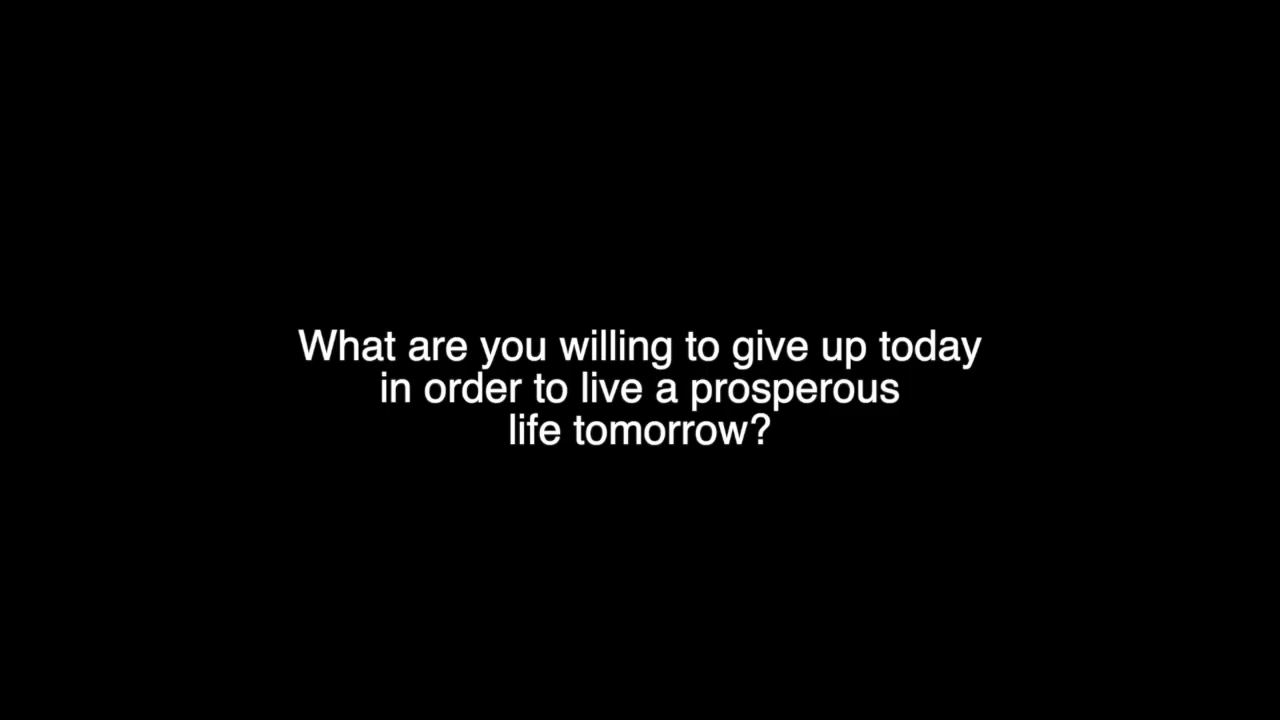 What are you willing to give up today
in order to live a prosperous
life tomorrow?